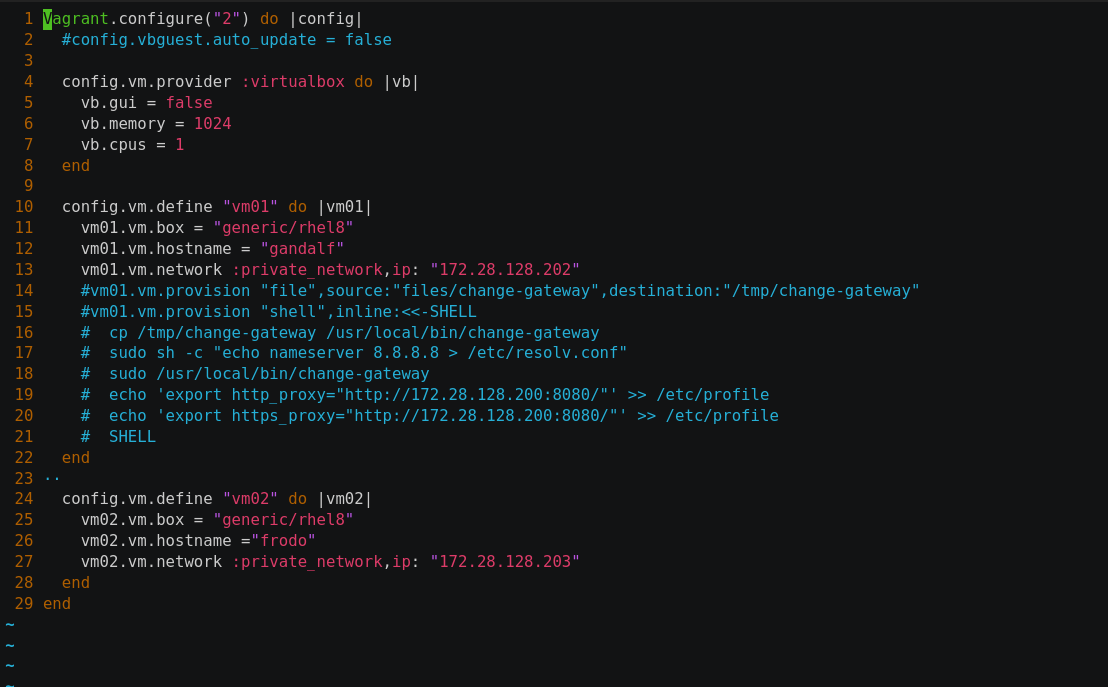 1 Vagrant.configure("2") do |config|
2   #config.vbguest.auto_update = false
3
4   config.vm.provider :virtualbox do |vb|
5     vb.gui = false
6     vb.memory = 1024
7     vb.cpus = 1
8   end
9
10   config.vm.define "vm01" do |vm01|
11     vm01.vm.box = "generic/rhel8"
12     vm01.vm.hostname = "gandalf"
13     vm01.vm.network :private_network,ip: "172.28.128.202"
14     #vm01.vm.provision "file",source:"files/change-gateway",destination:"/tmp/change-gateway"
15     #vm01.vm.provision "shell",inline:<<-SHELL
16     #  cp /tmp/change-gateway /usr/local/bin/change-gateway
17     #  sudo sh -c "echo nameserver 8.8.8.8 > /etc/resolv.conf"
18     #  sudo /usr/local/bin/change-gateway
19     #  echo 'export http_proxy="http://172.28.128.200:8080/"' >> /etc/profile
20     #  echo 'export https_proxy="http://172.28.128.200:8080/"' >> /etc/profile
21     #  SHELL
22   end
23 ··
24   config.vm.define "vm02" do |vm02|
25     vm02.vm.box = "generic/rhel8"
26     vm02.vm.hostname ="frodo"
27     vm02.vm.network :private_network,ip: "172.28.128.203"
28   end
29 end
~
~
~
~